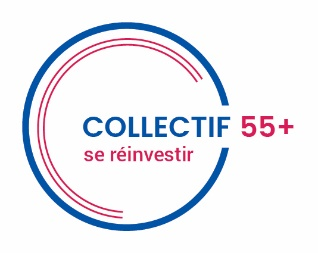 COLLECTIF 55+
se réinvestir